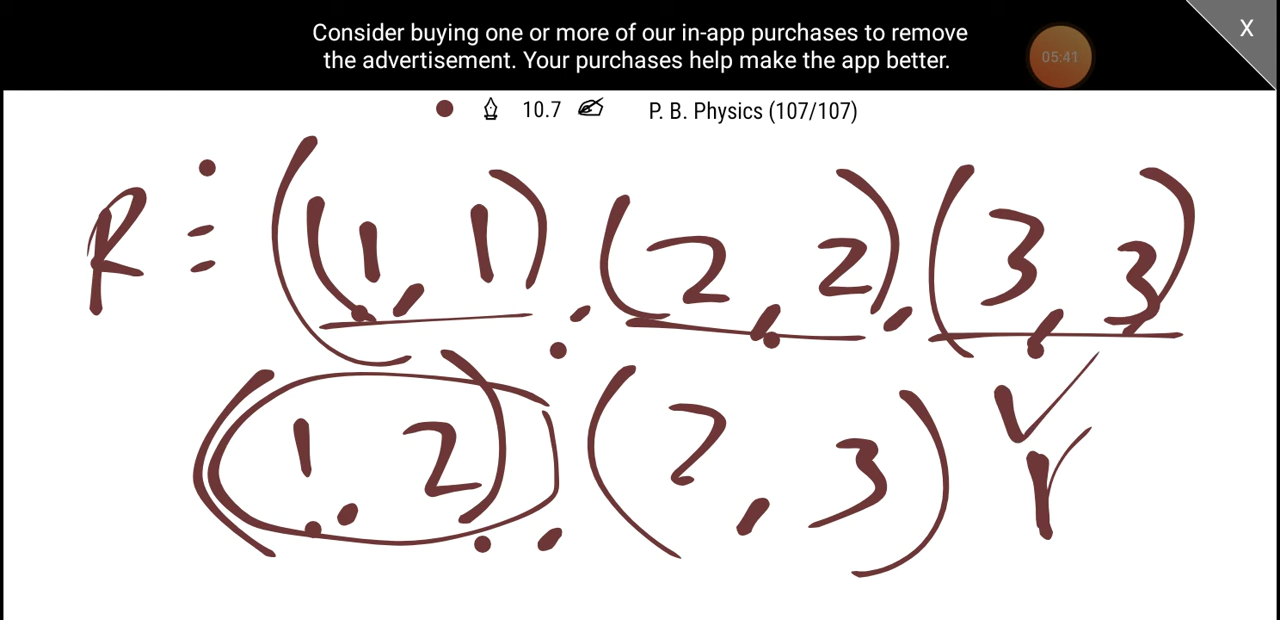 Consider buying one or more of our in-app purchases to remove
the advertisement. Your purchases help make the app better.
05:41
X
10.7 P. B. Physics (107/107)
R = (1, 1), (2, 2), (3, 3)
(1, 2), (2, 3)